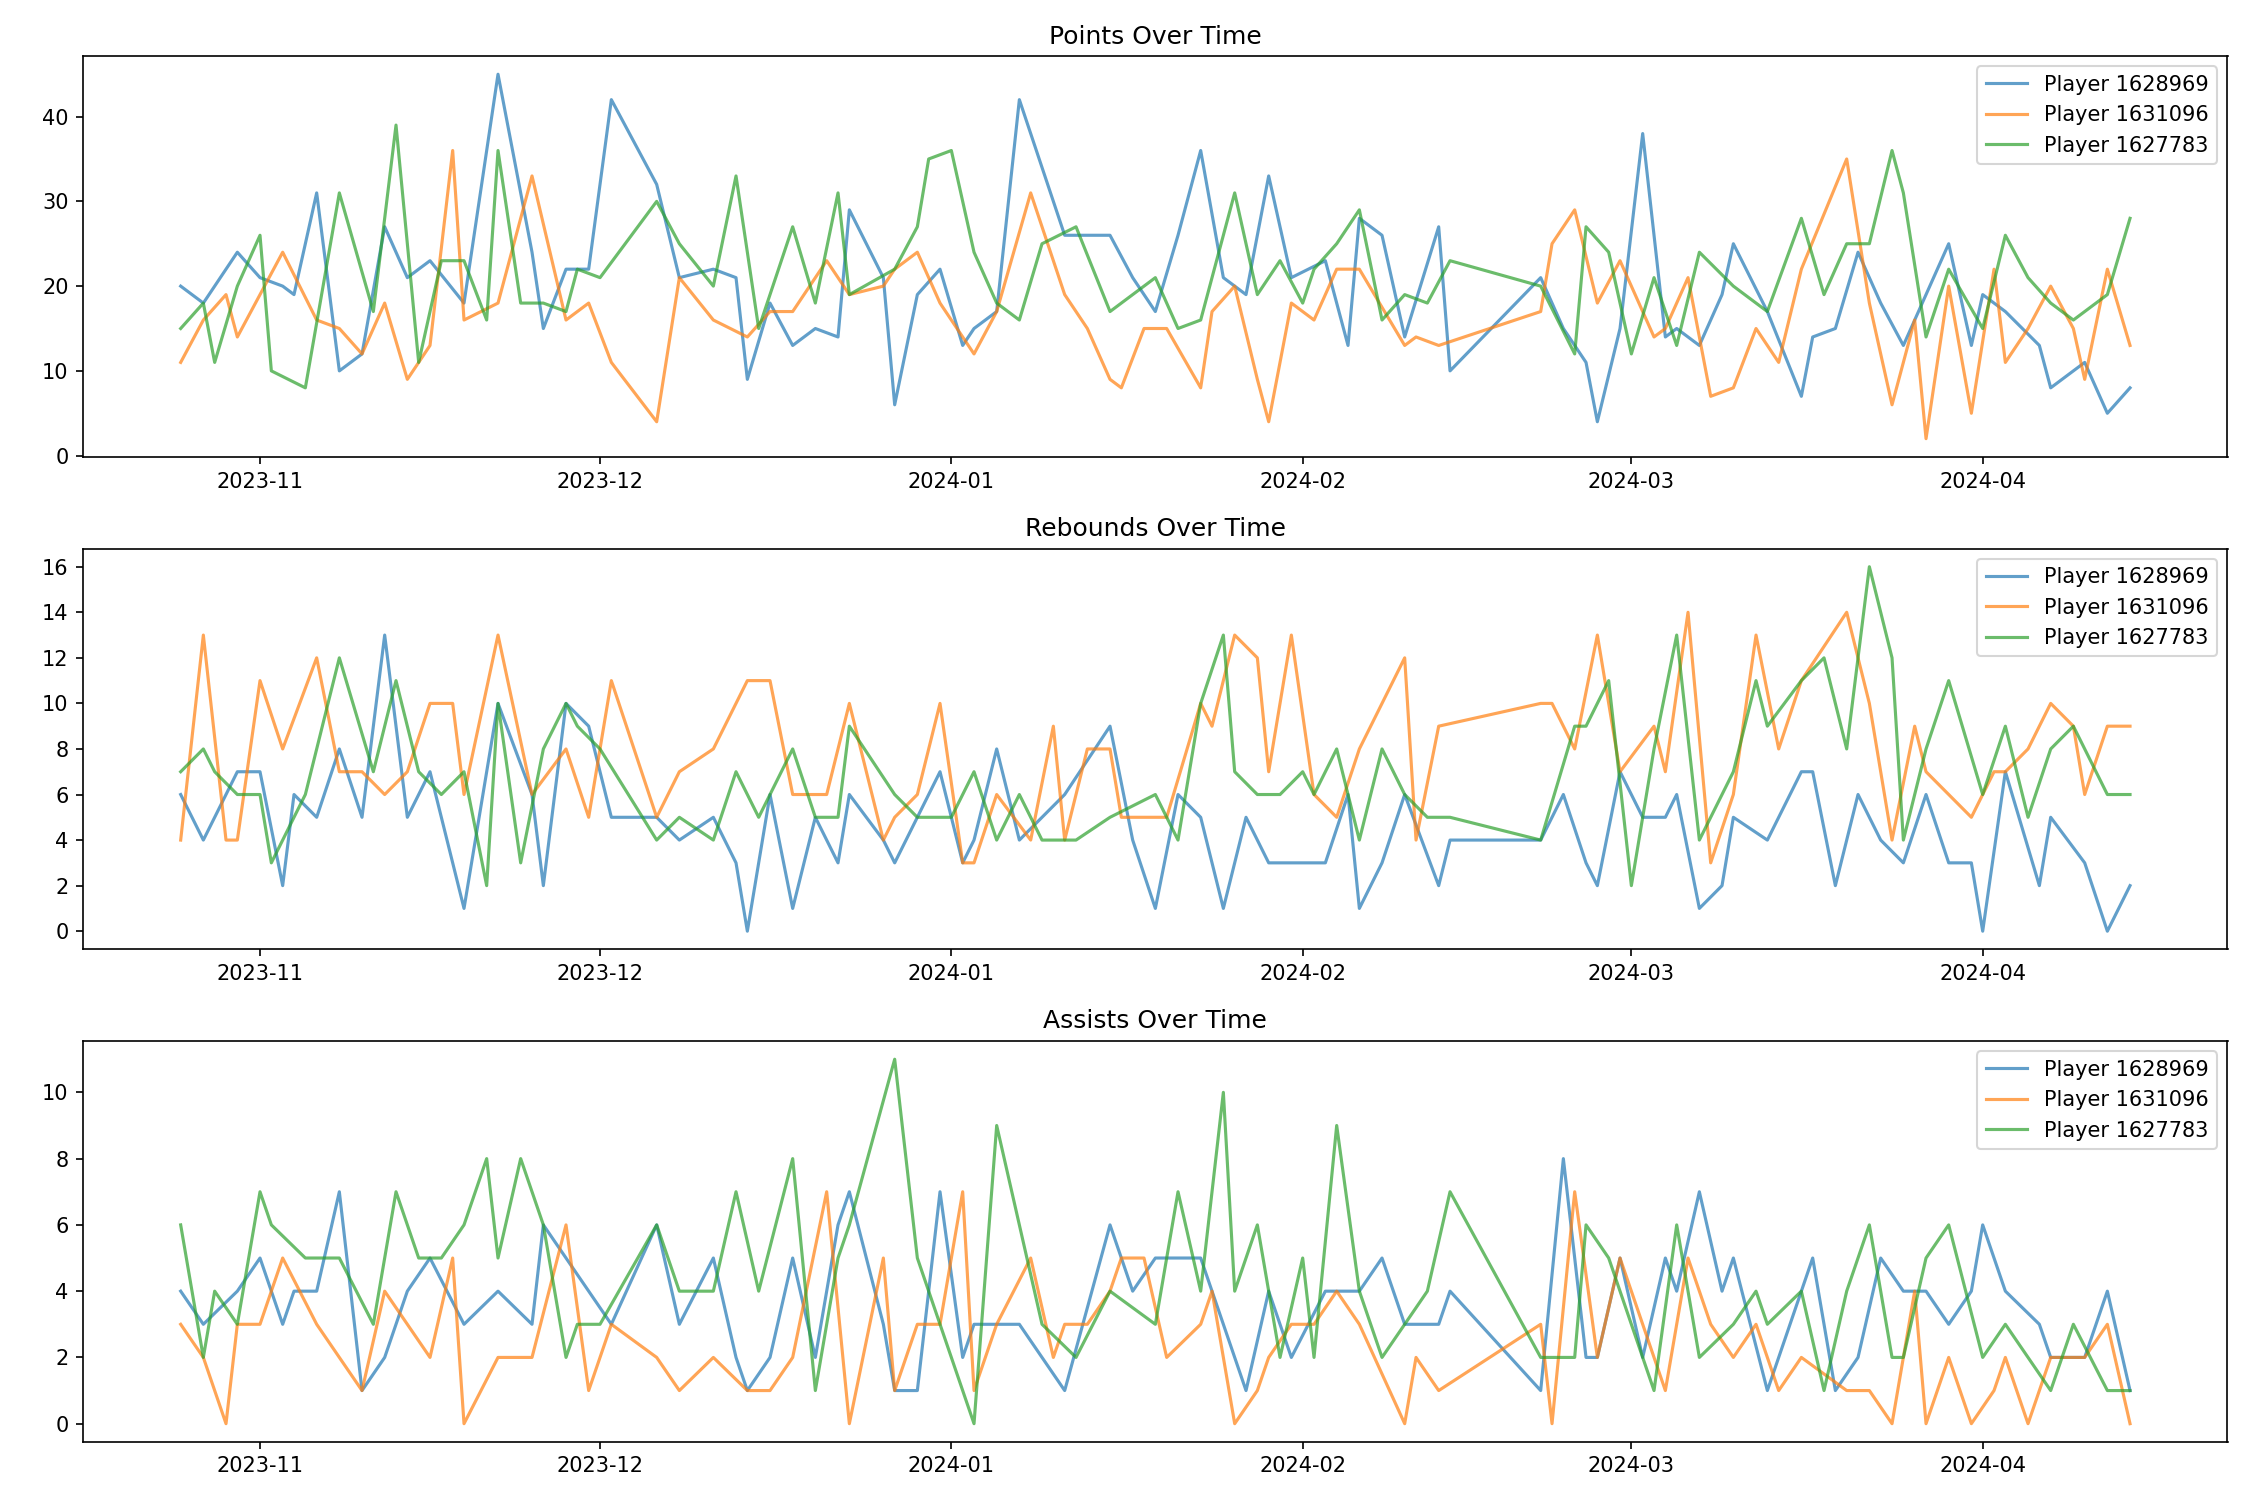 Points Over Time
Player 1628969
Player 1631096
Player 1627783
40
30
20
10
0
2023-11 2023-12 2024-01 2024-02 2024-03 2024-04
Rebounds Over Time
Player 1628969
Player 1631096
Player 1627783
16
14
12
10
8
6
4
2
0
2023-11 2023-12 2024-01 2024-02 2024-03 2024-04
Assists Over Time
Player 1628969
Player 1631096
Player 1627783
10
8
6
4
2
0
2023-11 2023-12 2024-01 2024-02 2024-03 2024-04